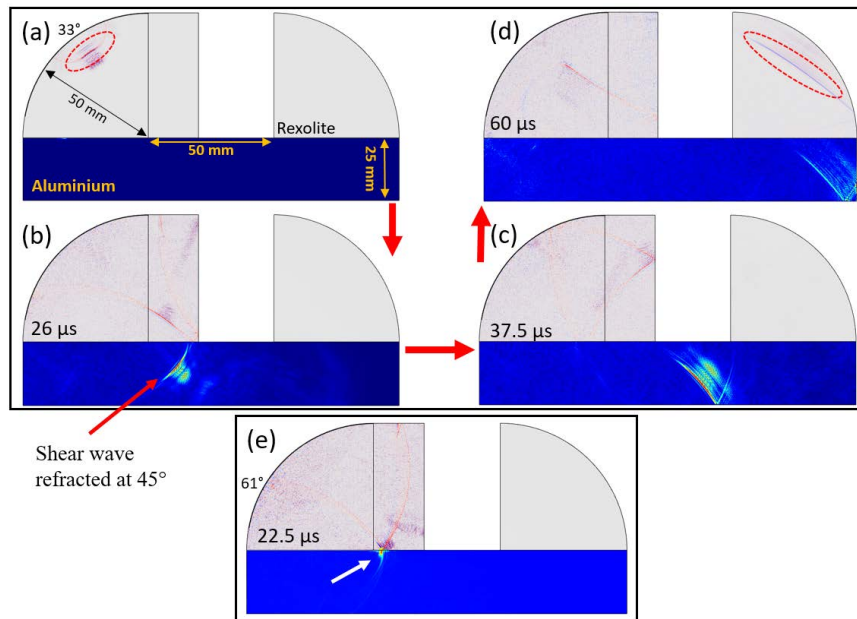 (a)
33°
50 mm
50 mm
Rexolite
25 mm
Aluminium
(b)
26 µs
Shear wave
refracted at 45°
(c)
37.5 µs
(d)
60 µs
(e)
61°
22.5 µs